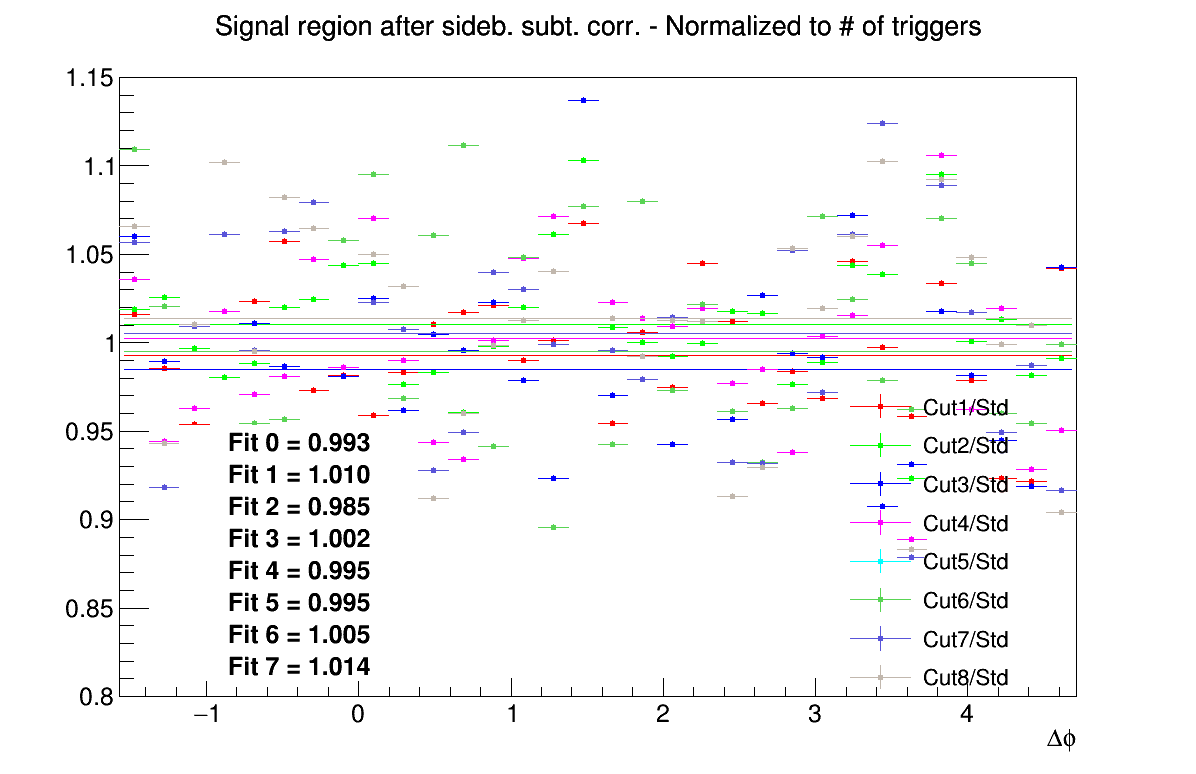 Signal region after sideb. subt. corr. - Normalized to # of triggers
1.15
1.1
1.05
1
0.95
0.9
0.85
0.8
Fit 0 = 0.993
Fit 1 = 1.010
Fit 2 = 0.985
Fit 3 = 1.002
Fit 4 = 0.995
Fit 5 = 0.995
Fit 6 = 1.005
Fit 7 = 1.014
Cut1/Std
Cut2/Std
Cut3/Std
Cut4/Std
Cut5/Std
Cut6/Std
Cut7/Std
Cut8/Std
−1 0 1 2 3 4
Δϕ